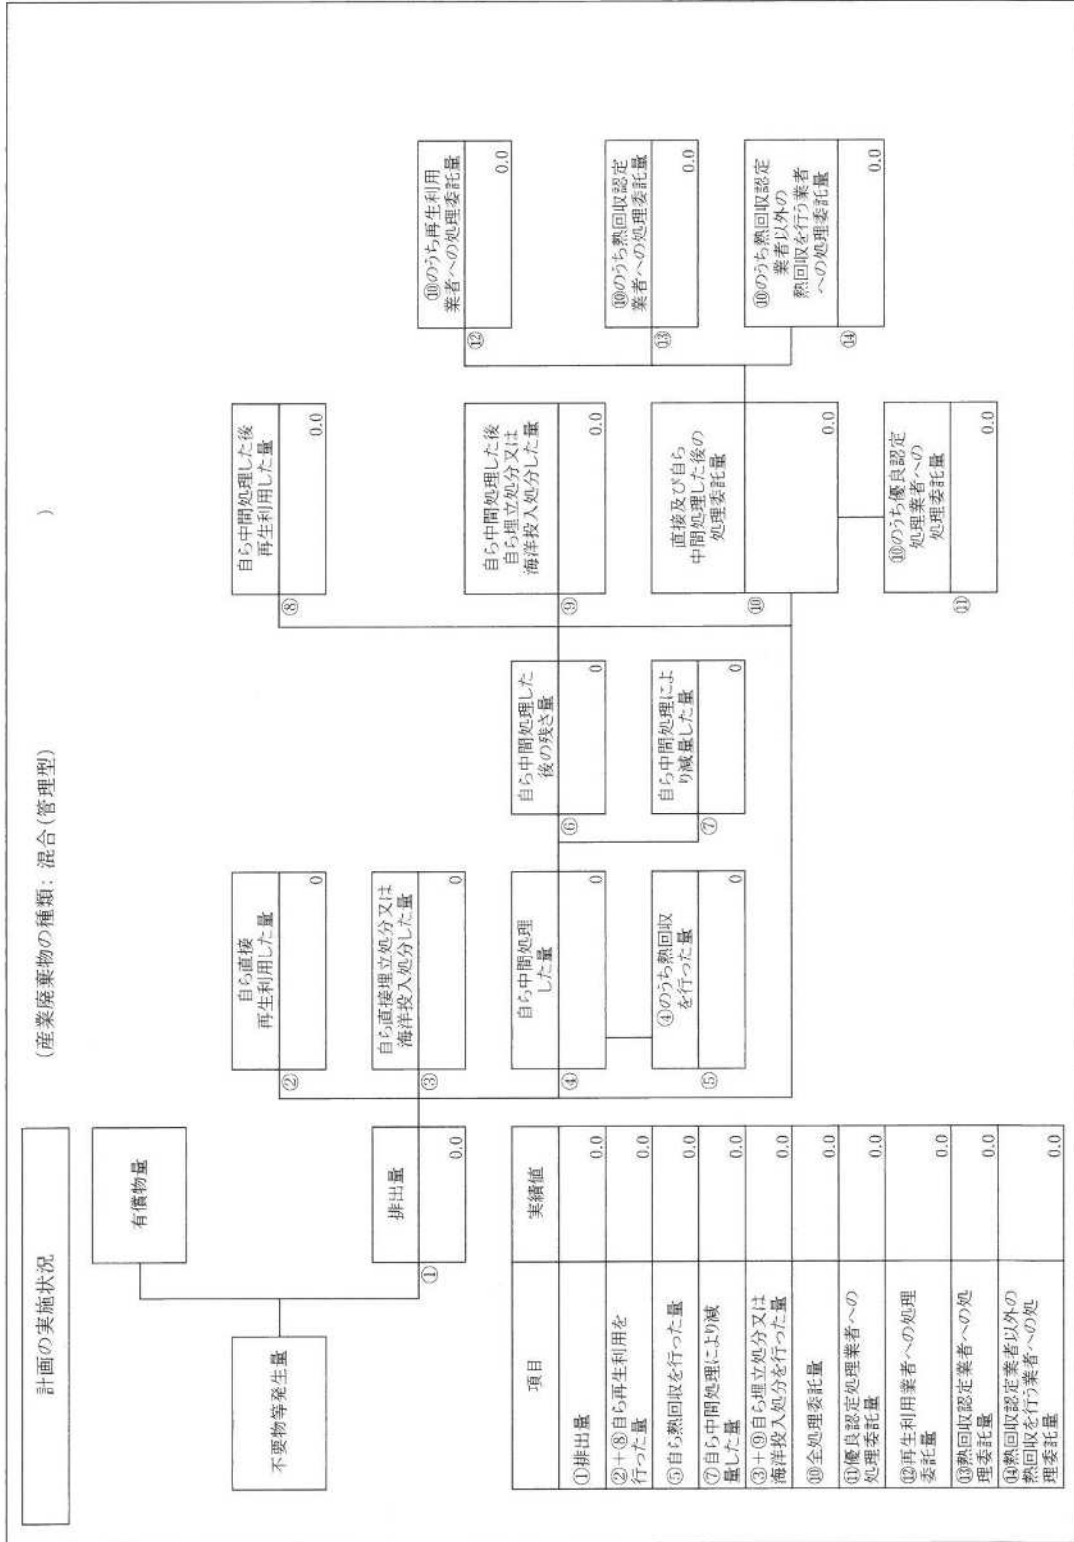 計画の実施状況
(産業廃棄物の種類: 混合(管理型) )
不要物等発生量
有償物量
排出量
①
0.0
自ら直接
再生利用した量
②
0
自ら直接埋立処分又は
海洋投入処分した量
③
0
自ら中間処理
した量
④
0
④のうち熱回収
を行った量
⑤
0
自ら中間処理した
後の残さ量
⑥
0
自ら中間処理によ
り減量した量
⑦
0
自ら中間処理した後
再生利用した量
⑧
0.0
自ら中間処理した後
自ら埋立処分又は
海洋投入処分した量
⑨
0.0
直接及び自ら
中間処理した後の
処理委託量
⑩
0.0
⑩のうち優良認定
処理業者への
処理委託量
⑪
0.0
⑩のうち再生利用
業者への処理委託量
⑫
0.0
⑩のうち熱回収認定
業者への処理委託量
⑬
0.0
⑩のうち熱回収認定
業者以外の
熱回収を行う業者
への処理委託量
⑭
0.0
項目 実績値
①排出量 0.0
②+⑧自ら再生利用を
行った量 0.0
⑤自ら熱回収を行った量 0.0
⑦自ら中間処理により減
量した量 0.0
③+⑨自ら埋立処分又は
海洋投入処分を行った量 0.0
⑩全処理委託量 0.0
⑪優良認定処理業者への
処理委託量 0.0
⑫再生利用業者への処理
委託量 0.0
⑬熱回収認定業者への処
理委託量 0.0
⑭熱回収認定業者以外の
熱回収を行う業者への処
理委託量 0.0